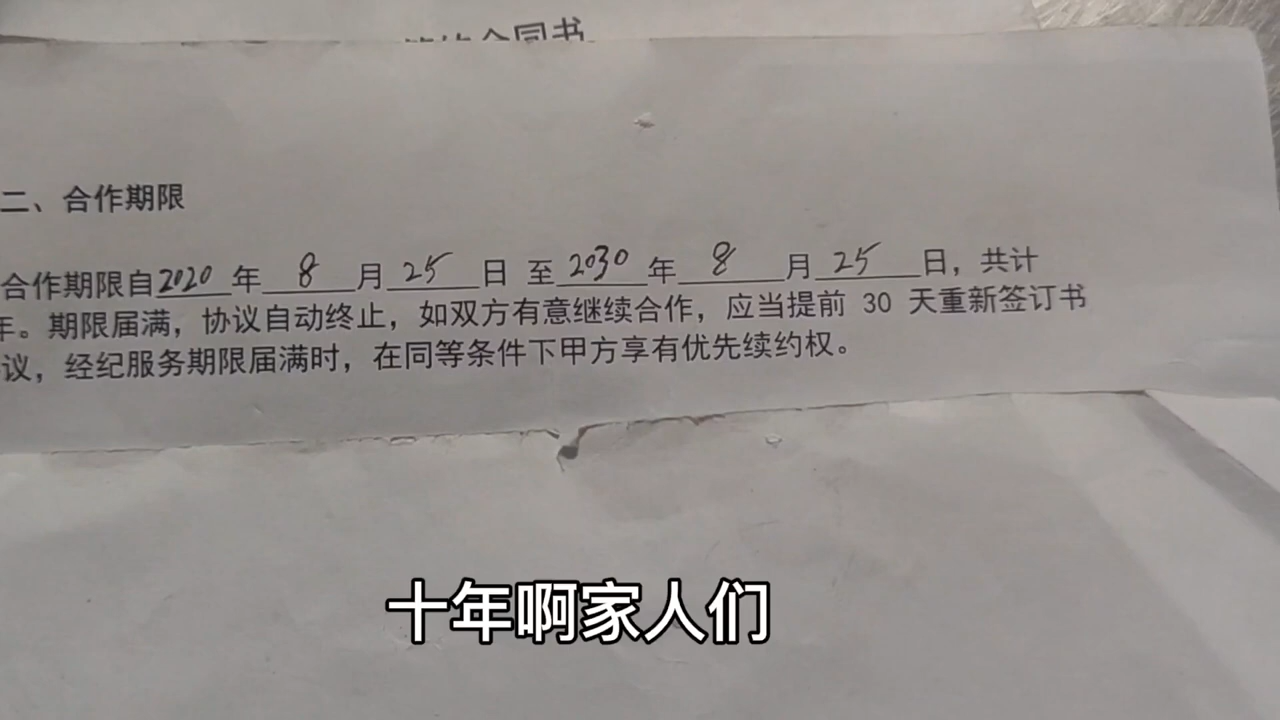 合同书
二、合作期限
合作期限自2020年8月25日 至2030年8月25日，共计
年。期限届满，协议自动终止，如双方有意继续合作，应当提前 30 天重新签订书
议，经纪服务期限届满时，在同等条件下甲方享有优先续约权。
十年啊家人们